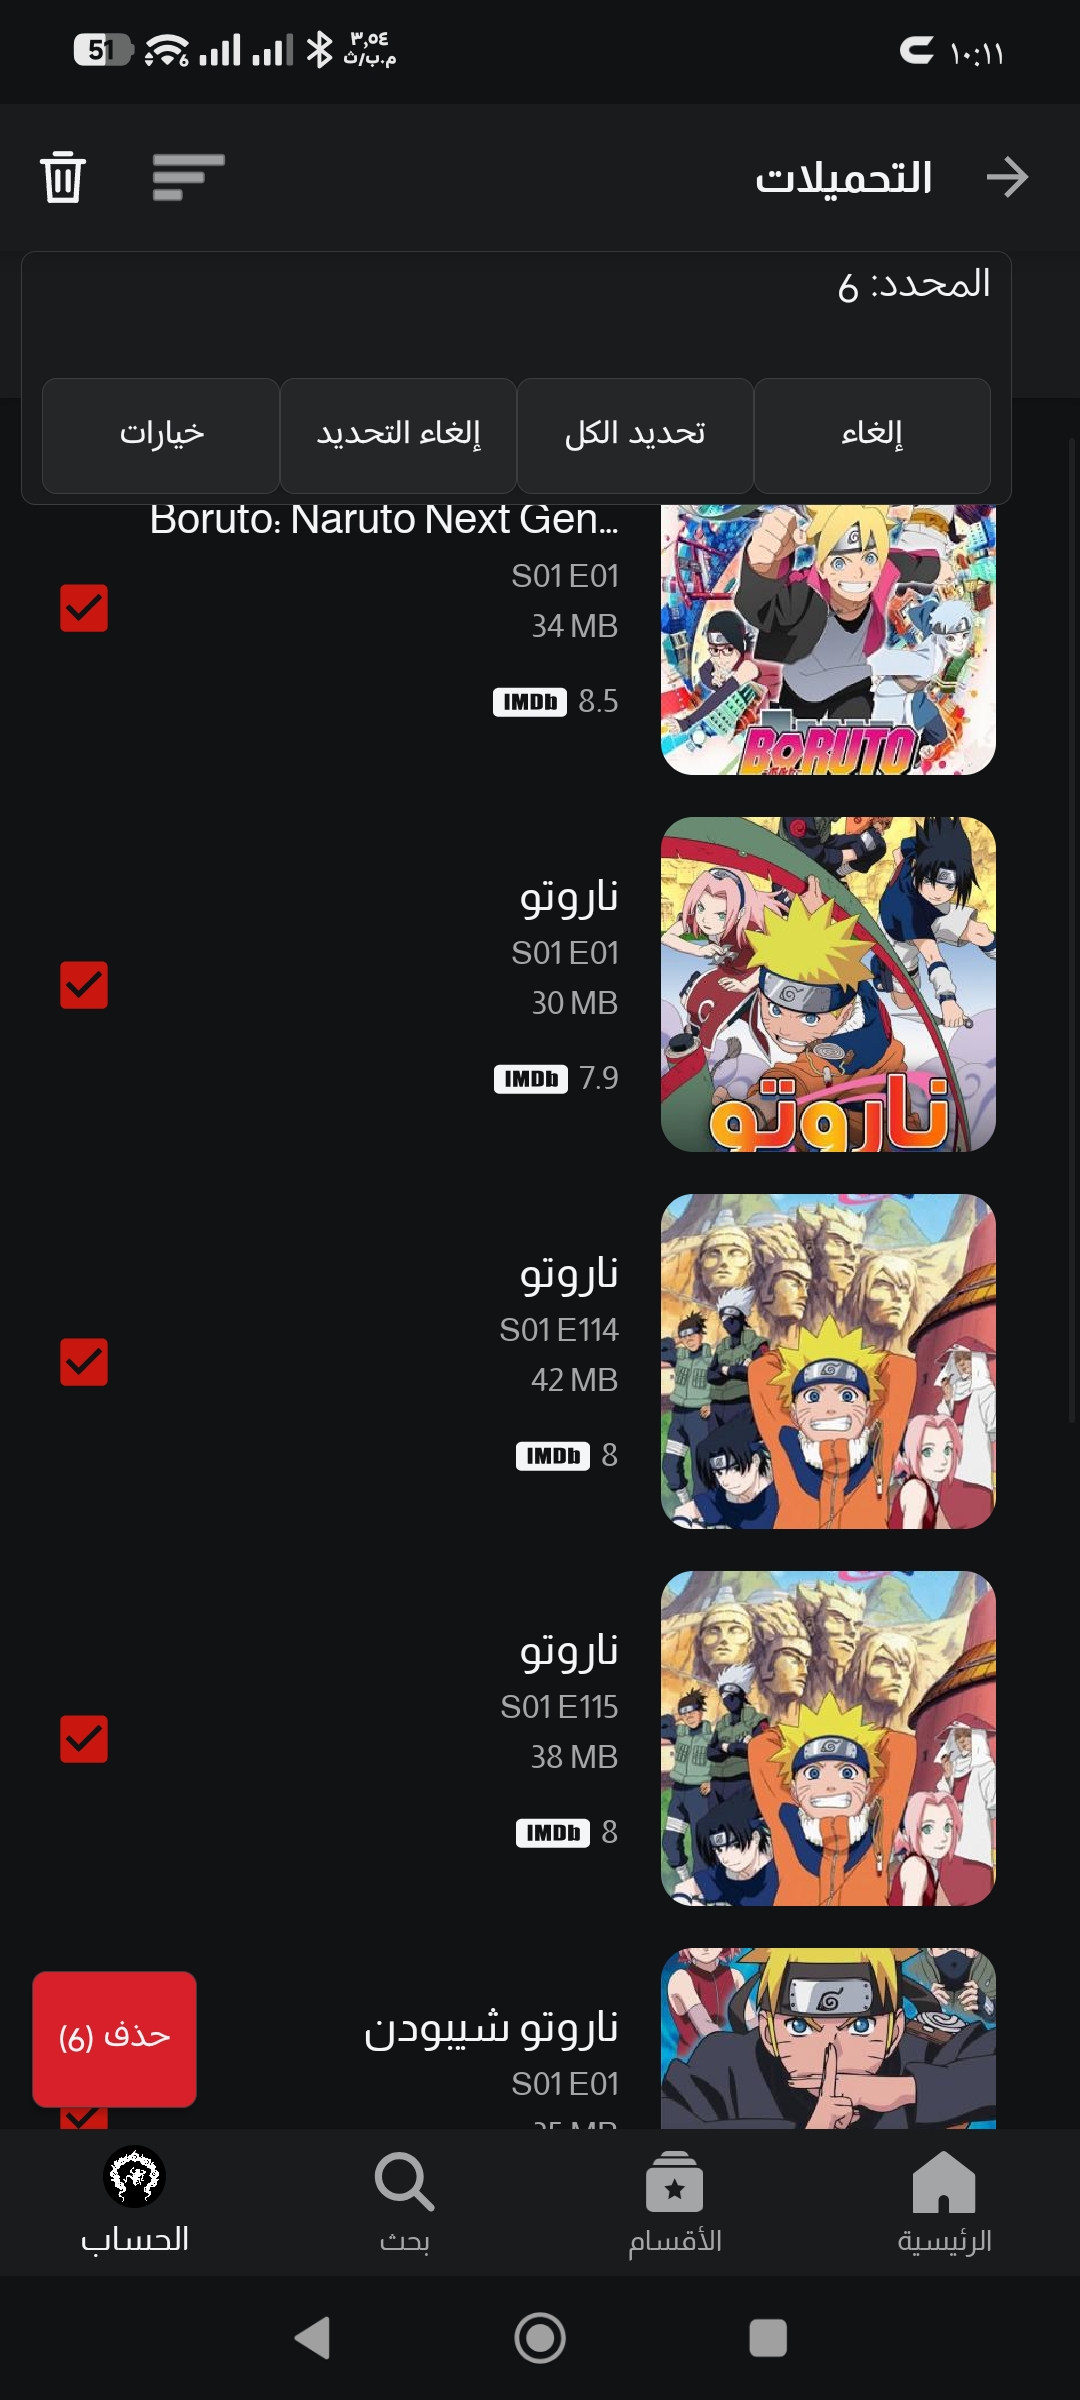 ٣,٥٤
م.ب/ث
51
6
١٠:١١
التحميلات
المحدد: 6
إلغاء
تحديد الكل
إلغاء التحديد
خيارات
Boruto: Naruto Next Gen...
S01 E01
34 MB
IMDb 8.5
BORUTO
ناروتو
S01 E01
30 MB
IMDb 7.9
ناروتو
ناروتو
S01 E114
42 MB
IMDb 8
ناروتو
S01 E115
38 MB
IMDb 8
ناروتو شيبودن
S01 E01
حذف (6)
الرئيسية
الأقسام
بحث
الحساب